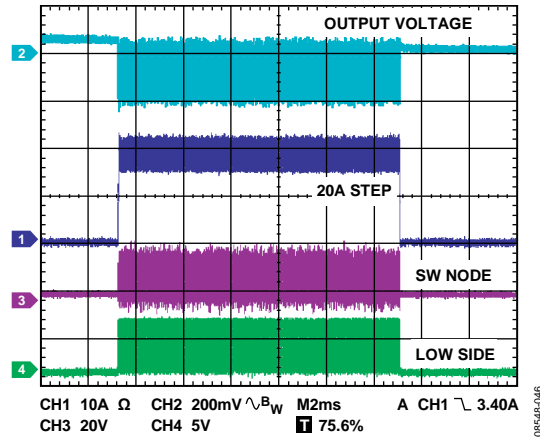 OUTPUT VOLTAGE
2
20A STEP
1
SW NODE
3
LOW SIDE
4
CH1 10A Ω CH2 200mV ∿BW M2ms A CH1 ⁊ 3.40A
CH3 20V CH4 5V T 75.6%
08548-046